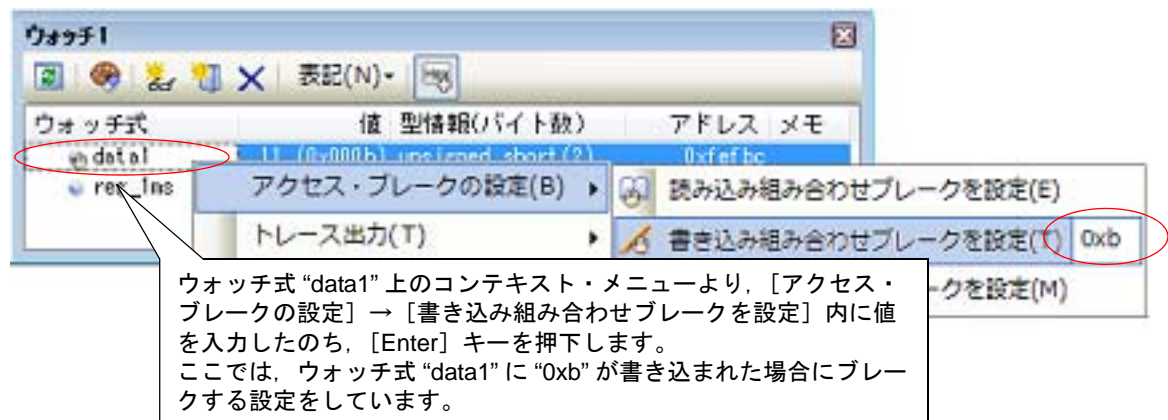 ウォッチ1
表記(N)
ウォッチ式 値 型情報(バイト数) アドレス メモ
data1 11 (0x000b) unsigned short(2) 0xfefbc
アクセス・ブレークの設定(B) 読み込み組み合わせブレークを設定(E)
トレース出力(T) 書き込み組み合わせブレークを設定(T) 0xb
ークを設定(M)
ウォッチ式 “data1” 上のコンテキスト・メニューより,[アクセス・
ブレークの設定]→[書き込み組み合わせブレークを設定]内に値
を入力したのち,[Enter]キーを押下します。
ここでは,ウォッチ式 “data1” に “0xb” が書き込まれた場合にブレー
クする設定をしています。